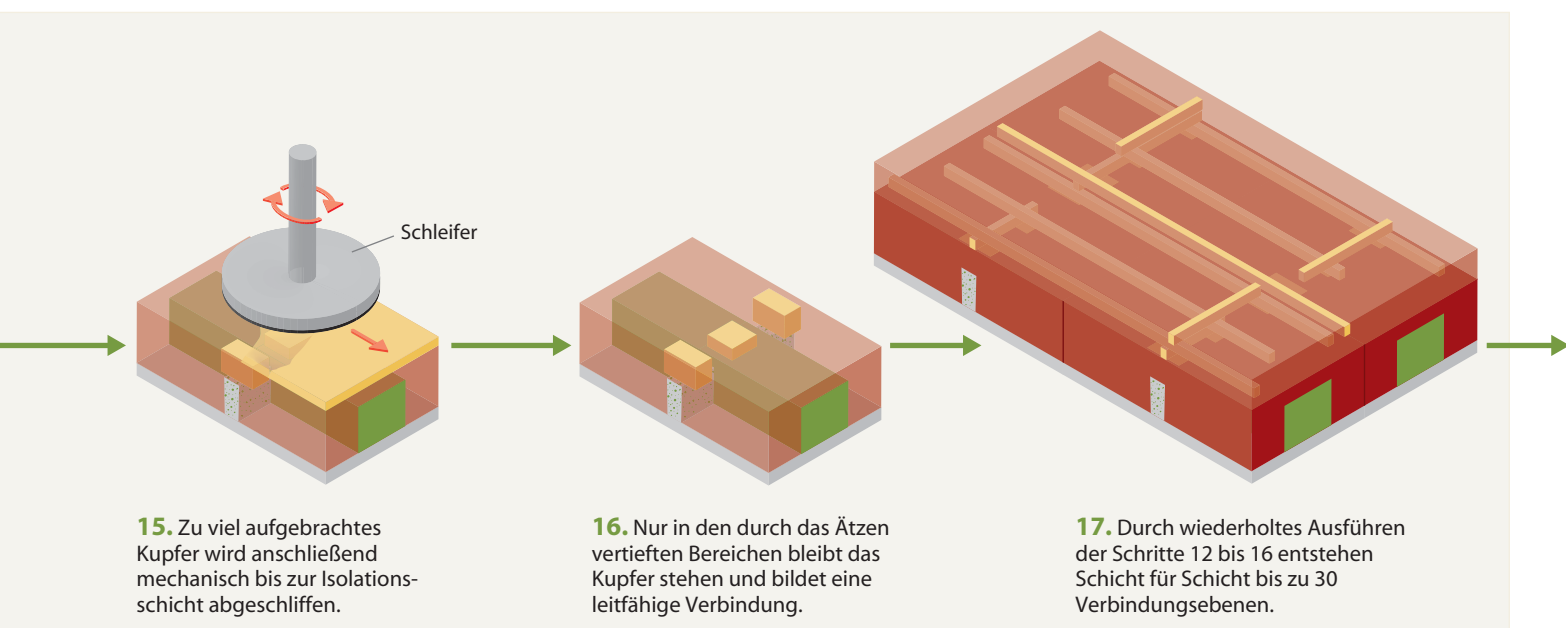 Schleifer
15. Zu viel aufgebrachtes
Kupfer wird anschließend
mechanisch bis zur Isolations-
schicht abgeschliffen.
16. Nur in den durch das Ätzen
vertieften Bereichen bleibt das
Kupfer stehen und bildet eine
leitfähige Verbindung.
17. Durch wiederholtes Ausführen
der Schritte 12 bis 16 entstehen
Schicht für Schicht bis zu 30
Verbindungsebenen.